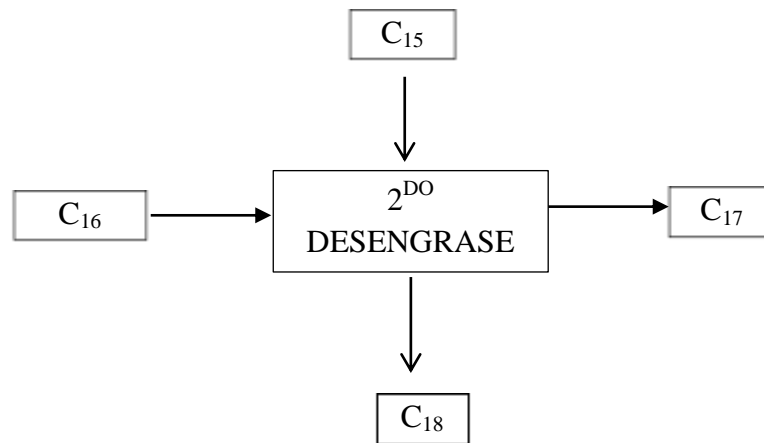 C₁₅
2ᴰᴼ
C₁₆
C₁₇
DESENGRASE
C₁₈